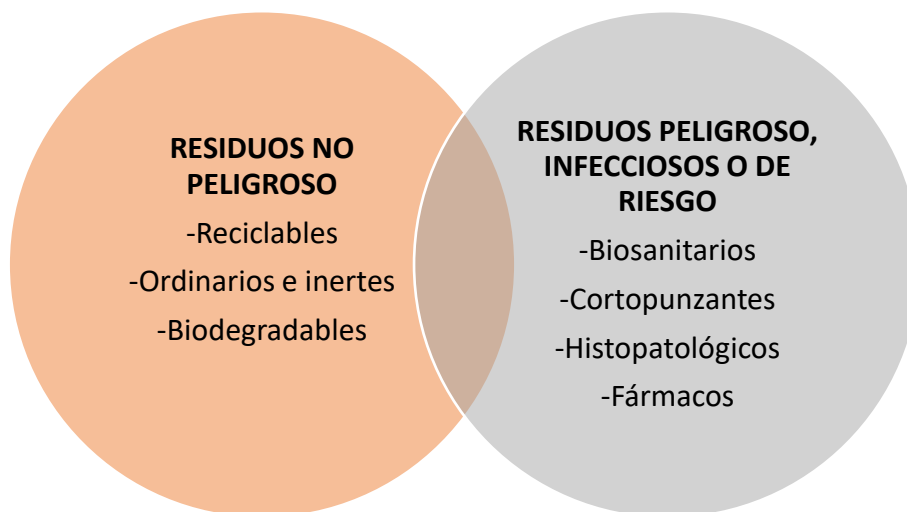 RESIDUOS NO
PELIGROSO
-Reciclables
-Ordinarios e inertes
-Biodegradables
RESIDUOS PELIGROSO,
INFECCIOSOS O DE
RIESGO
-Biosanitarios
-Cortopunzantes
-Histopatológicos
-Fármacos